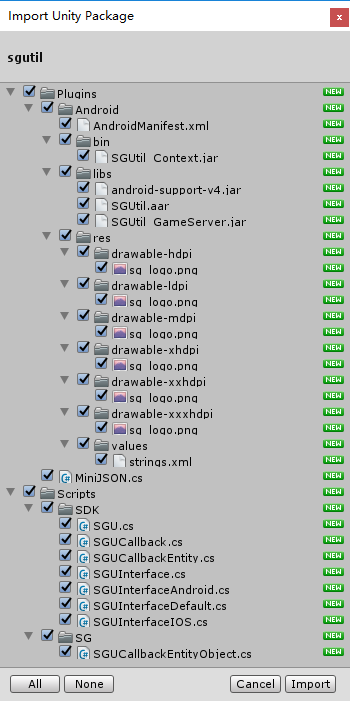 Import Unity Package
x
sgutil
Plugins NEW
Android NEW
AndroidManifest.xml NEW
bin NEW
SGUtil_Context.jar NEW
libs NEW
android-support-v4.jar NEW
SGUtil.aar NEW
SGUtil_GameServer.jar NEW
res NEW
drawable-hdpi NEW
sg_logo.png NEW
drawable-ldpi NEW
sg_logo.png NEW
drawable-mdpi NEW
sg_logo.png NEW
drawable-xhdpi NEW
sg_logo.png NEW
drawable-xxhdpi NEW
sg_logo.png NEW
drawable-xxxhdpi NEW
sg_logo.png NEW
values NEW
strings.xml NEW
MiniJSON.cs NEW
Scripts NEW
SDK NEW
SGU.cs NEW
SGUCallback.cs NEW
SGUCallbackEntity.cs NEW
SGUInterface.cs NEW
SGUInterfaceAndroid.cs NEW
SGUInterfaceDefault.cs NEW
SGUInterfaceIOS.cs NEW
SG NEW
SGUCallbackEntityObject.cs NEW
All None Cancel Import